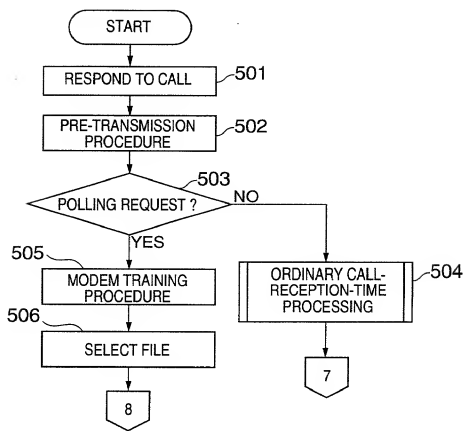 START
RESPOND TO CALL
501
PRE-TRANSMISSION
PROCEDURE
502
503
POLLING REQUEST ?
NO
YES
505
MODEM TRAINING
PROCEDURE
ORDINARY CALL-
RECEPTION-TIME
PROCESSING
504
506
SELECT FILE
7
8